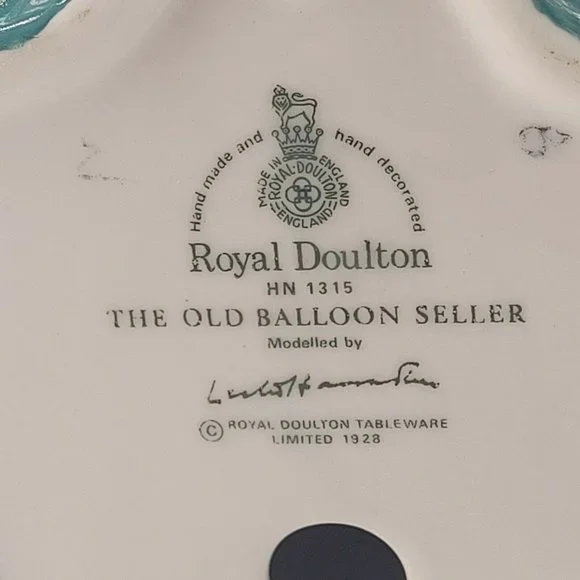 Hand made and hand decorated
MADE IN ENGLAND
ROYAL·DOULTON
ENGLAND
Royal Doulton
HN 1315
THE OLD BALLOON SELLER
Modelled by
© ROYAL DOULTON TABLEWARE
LIMITED 1928